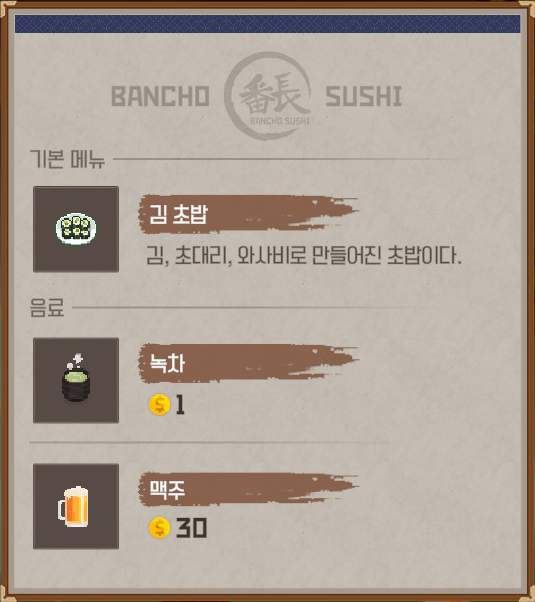 BANCHO 番長 SUSHI
BANCHO SUSHI
기본 메뉴
김 초밥
김, 초대리, 와사비로 만들어진 초밥이다.
음료
녹차
1
맥주
30